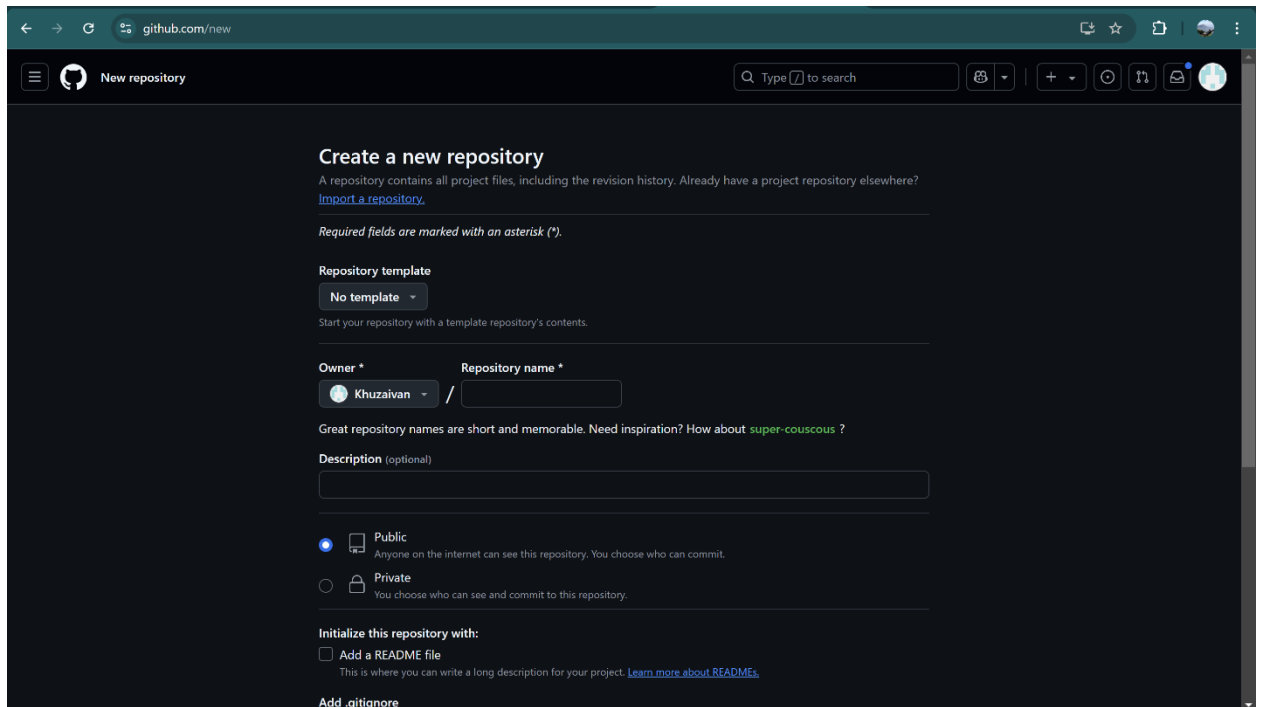 github.com/new
New repository
Type / to search
Create a new repository
A repository contains all project files, including the revision history. Already have a project repository elsewhere?
Import a repository.
Required fields are marked with an asterisk (*).
Repository template
No template
Start your repository with a template repository's contents.
Owner * Repository name *
Khuzaivan /
Great repository names are short and memorable. Need inspiration? How about super-couscous ?
Description (optional)
Public
Anyone on the internet can see this repository. You choose who can commit.
Private
You choose who can see and commit to this repository.
Initialize this repository with:
Add a README file
This is where you can write a long description for your project. Learn more about READMEs.
Add .gitignore